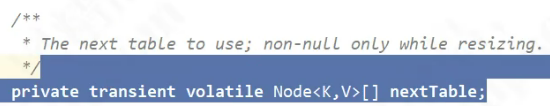 /**
* The next table to use; non-null only while resizing.
*/
private transient volatile Node<K,V>[] nextTable;